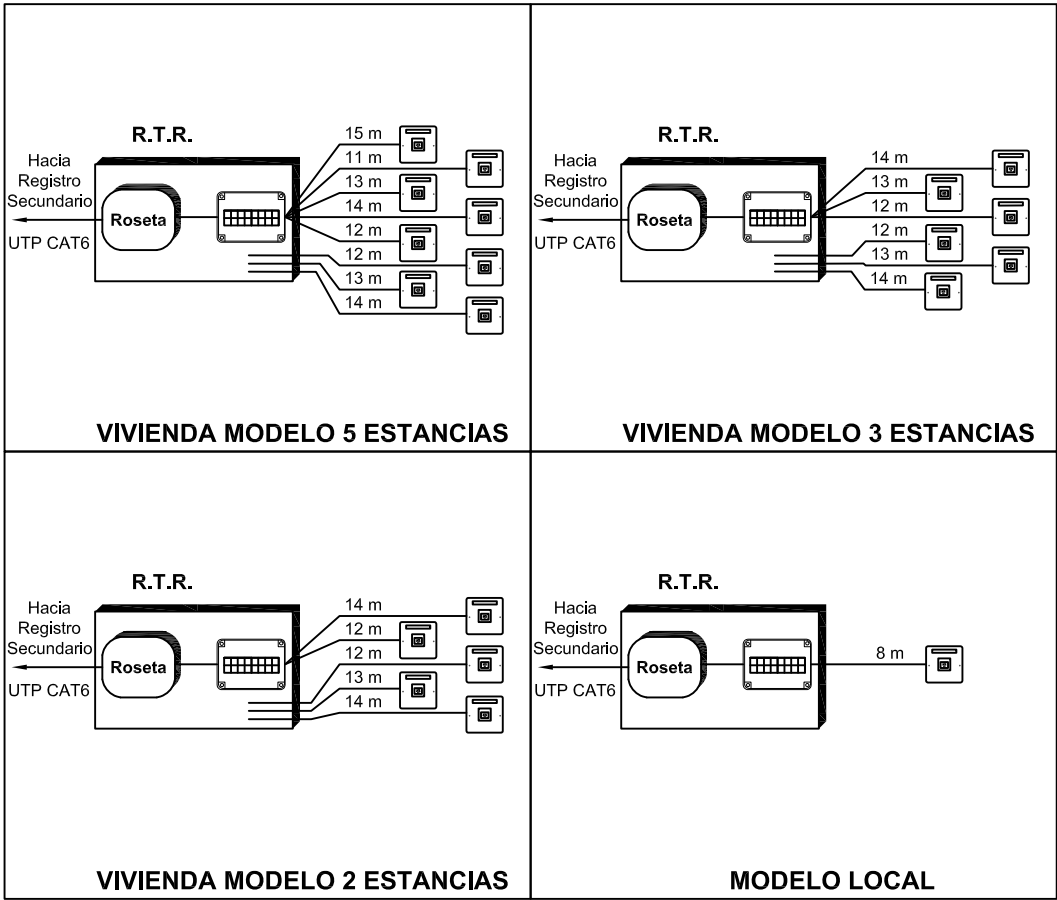 R.T.R.
Hacia
Registro
Secundario
UTP CAT6
Roseta
15 m
11 m
13 m
14 m
12 m
12 m
13 m
14 m
VIVIENDA MODELO 5 ESTANCIAS
R.T.R.
Hacia
Registro
Secundario
UTP CAT6
Roseta
14 m
13 m
12 m
12 m
13 m
14 m
VIVIENDA MODELO 3 ESTANCIAS
R.T.R.
Hacia
Registro
Secundario
UTP CAT6
Roseta
14 m
12 m
12 m
13 m
14 m
VIVIENDA MODELO 2 ESTANCIAS
R.T.R.
Hacia
Registro
Secundario
UTP CAT6
Roseta
8 m
MODELO LOCAL